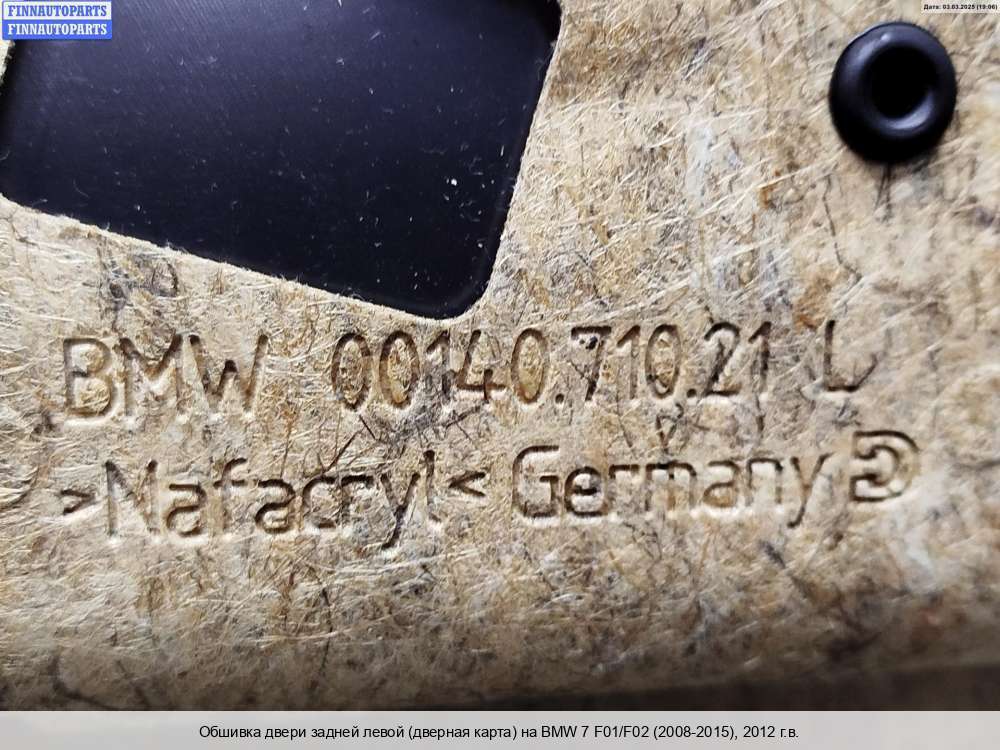 FINNAUTOPARTS
FINNAUTOPARTS
Дата: 03.03.2025 (19:06)
BMW 00140.710.21 L
>Nafacryl< Germany
Обшивка двери задней левой (дверная карта) на BMW 7 F01/F02 (2008-2015), 2012 г.в.